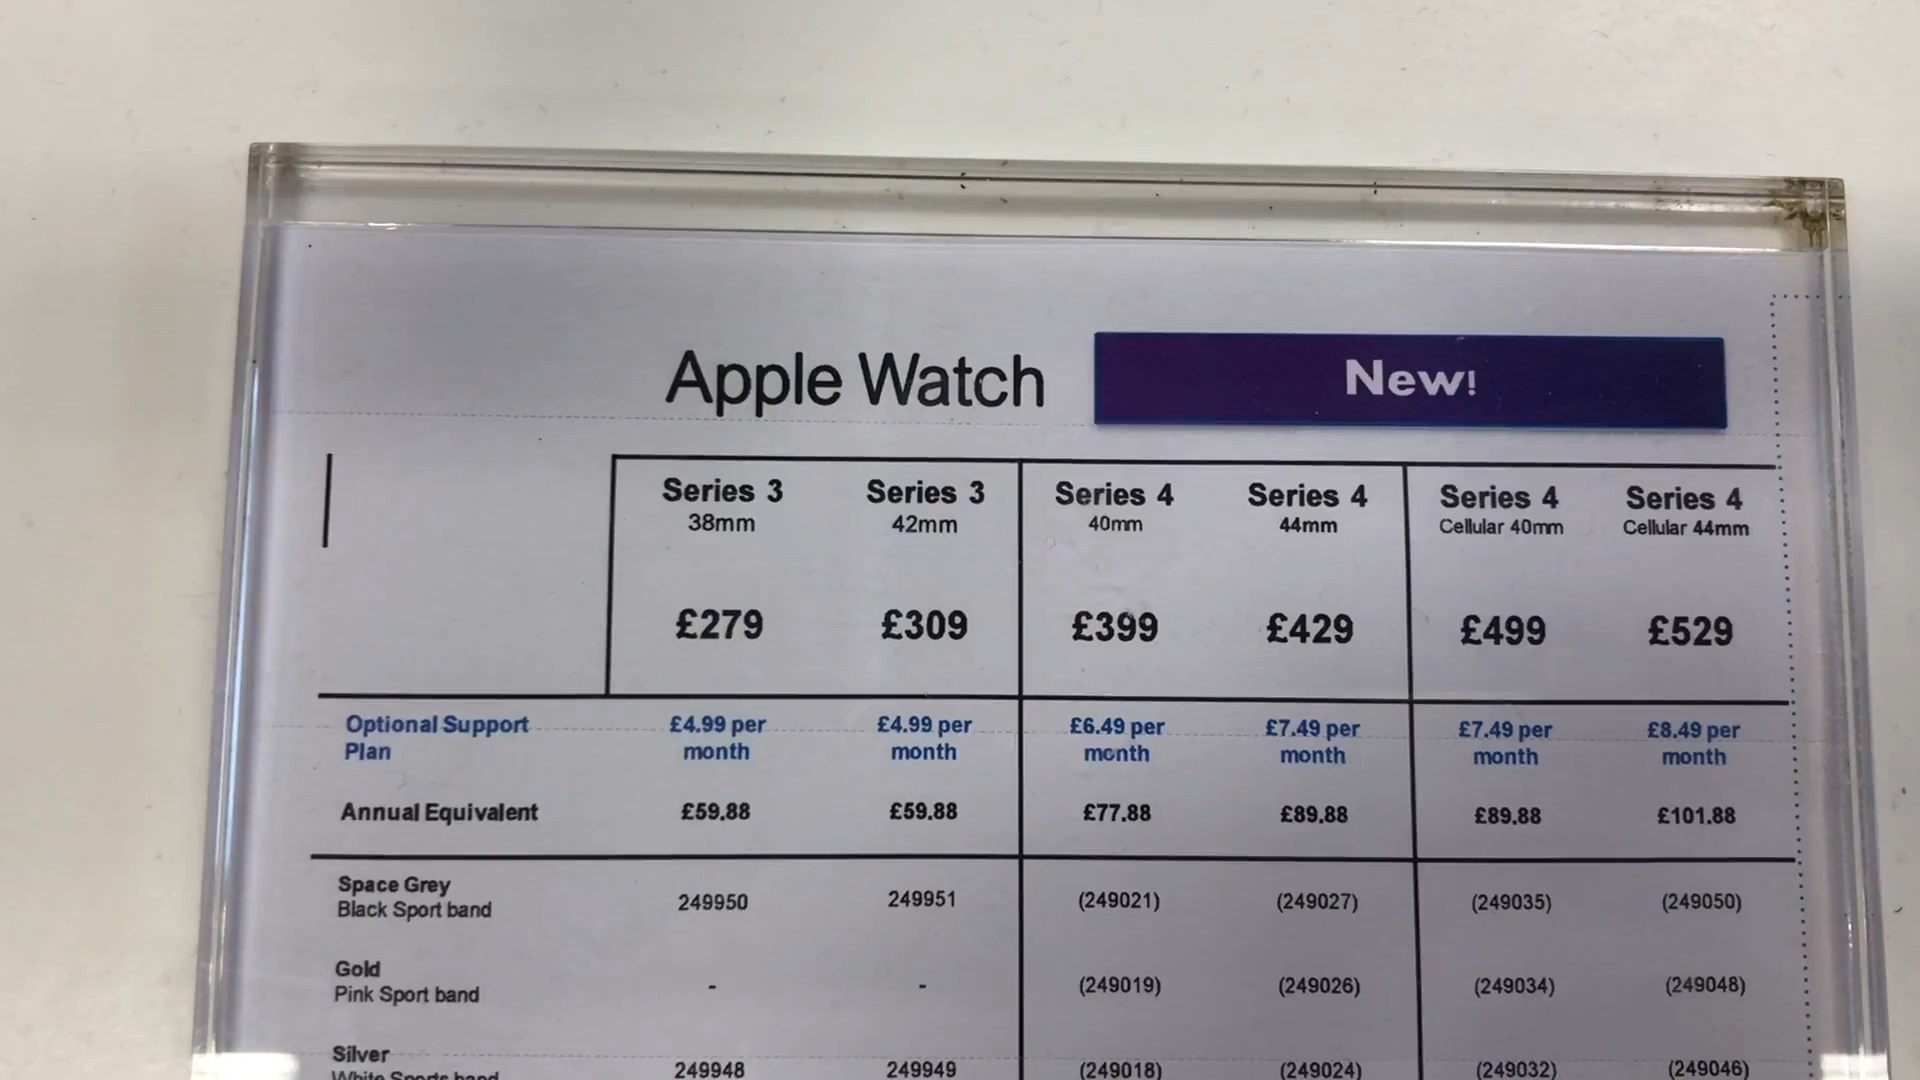 Apple Watch New!
Series 3 Series 3 Series 4 Series 4 Series 4 Series 4
38mm 42mm 40mm 44mm Cellular 40mm Cellular 44mm
£279 £309 £399 £429 £499 £529
Optional Support £4.99 per £4.99 per £6.49 per £7.49 per £7.49 per £8.49 per
Plan month month month month month month
Annual Equivalent £59.88 £59.88 £77.88 £89.88 £89.88 £101.88
Space Grey
Black Sport band 249950 249951 (249021) (249027) (249035) (249050)
Gold
Pink Sport band - - (249019) (249026) (249034) (249048)
Silver
White Sports band 249948 249949 (249018) (249024) (249032) (249046)